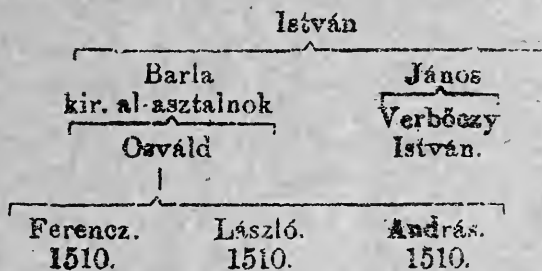 István
Barla János
kir. al-asztalnok Verbőczy
Osváld István.
Ferencz. László. András.
1510. 1510. 1510.